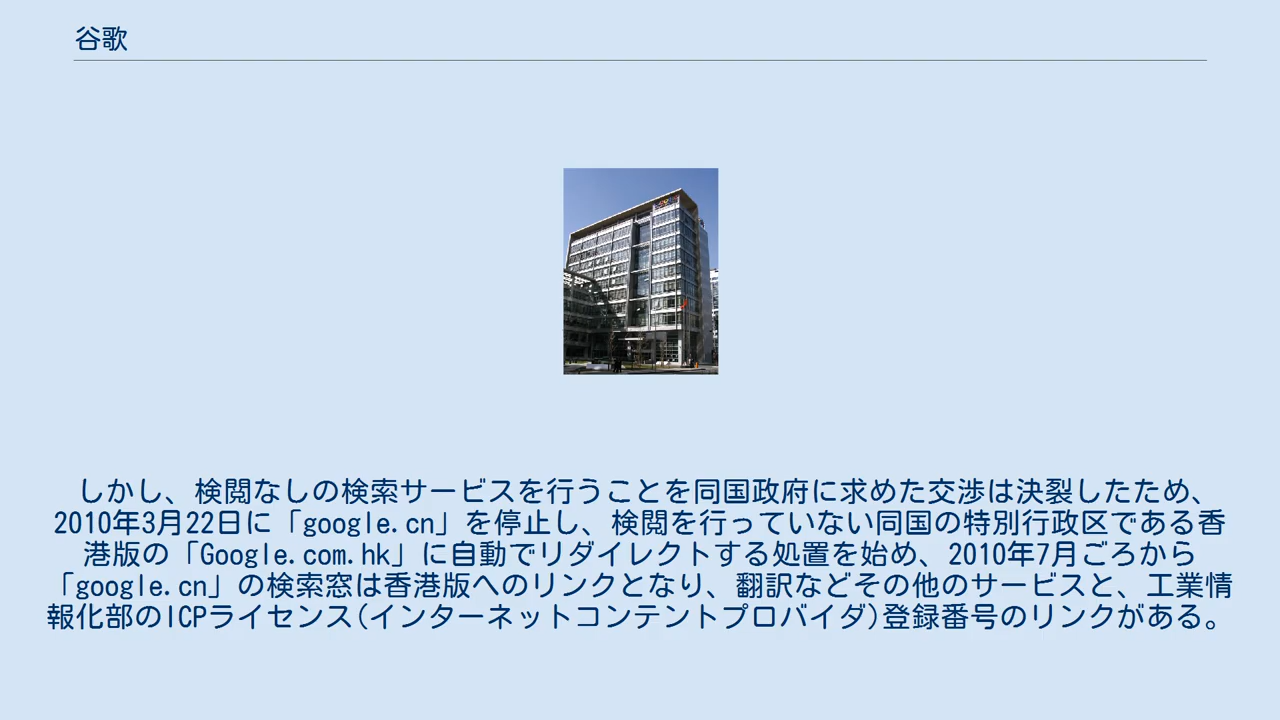 谷歌
しかし、検閲なしの検索サービスを行うことを同国政府に求めた交渉は決裂したため、
2010年3月22日に「google.cn」を停止し、検閲を行っていない同国の特別行政区である香
港版の「Google.com.hk」に自動でリダイレクトする処置を始め、2010年7月ごろから
「google.cn」の検索窓は香港版へのリンクとなり、翻訳などその他のサービスと、工業情
報化部のICPライセンス(インターネットコンテントプロバイダ)登録番号のリンクがある。